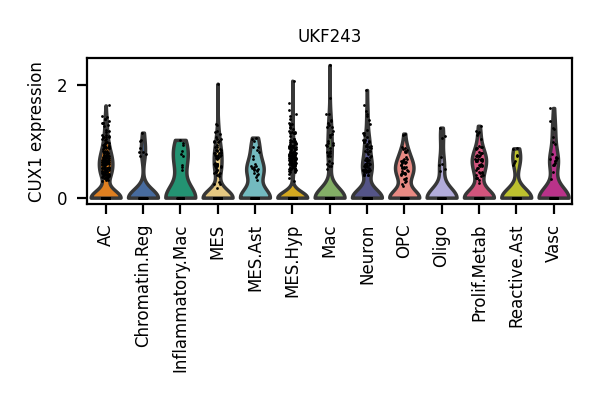 UKF243
CUX1 expression
2
0
AC
Chromatin.Reg
Inflammatory.Mac
MES
MES.Ast
MES.Hyp
Mac
Neuron
OPC
Oligo
Prolif.Metab
Reactive.Ast
Vasc